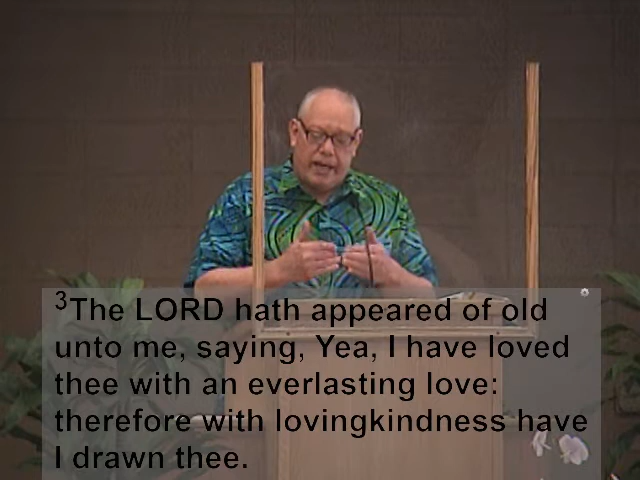 ³The LORD hath appeared of old
unto me, saying, Yea, I have loved
thee with an everlasting love:
therefore with lovingkindness have
I drawn thee.